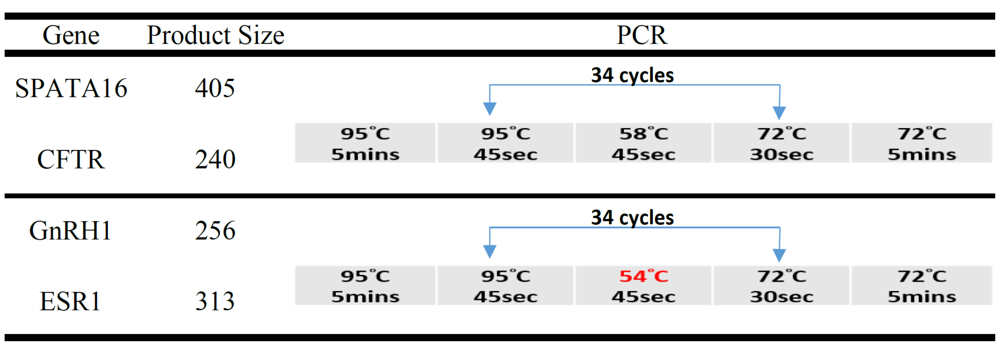 Gene Product Size PCR
34 cycles
SPATA16 405
95°C 95°C 58°C 72°C 72°C
5mins 45sec 45sec 30sec 5mins
CFTR 240
34 cycles
GnRH1 256
95°C 95°C 54°C 72°C 72°C
5mins 45sec 45sec 30sec 5mins
ESR1 313